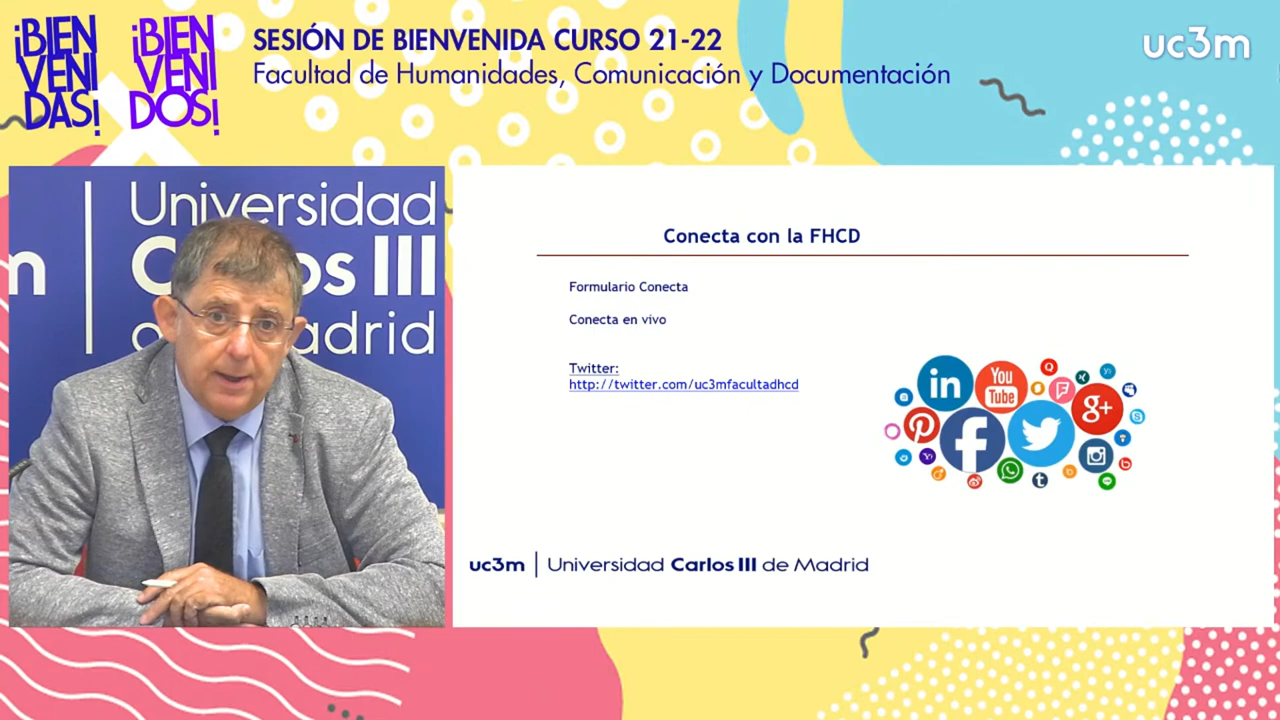 ¡BIEN
VENI
DAS!
¡BIEN
VENI
DOS!
SESIÓN DE BIENVENIDA CURSO 21-22
Facultad de Humanidades, Comunicación y Documentación
uc3m
Universidad
Carlos III
m
Madrid
Conecta con la FHCD
Formulario Conecta
Conecta en vivo
Twitter:
http://twitter.com/uc3mfacultadhcd
in
You
Tube
g+
uc3m | Universidad Carlos III de Madrid